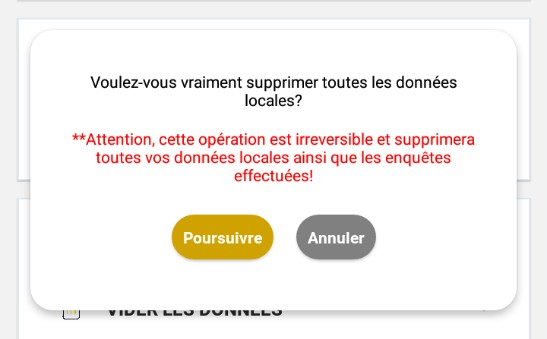 Voulez-vous vraiment supprimer toutes les données
locales?
**Attention, cette opération est irreversible et supprimera
toutes vos données locales ainsi que les enquêtes
effectuées!
Poursuivre Annuler
VIDER LES DONNÉES